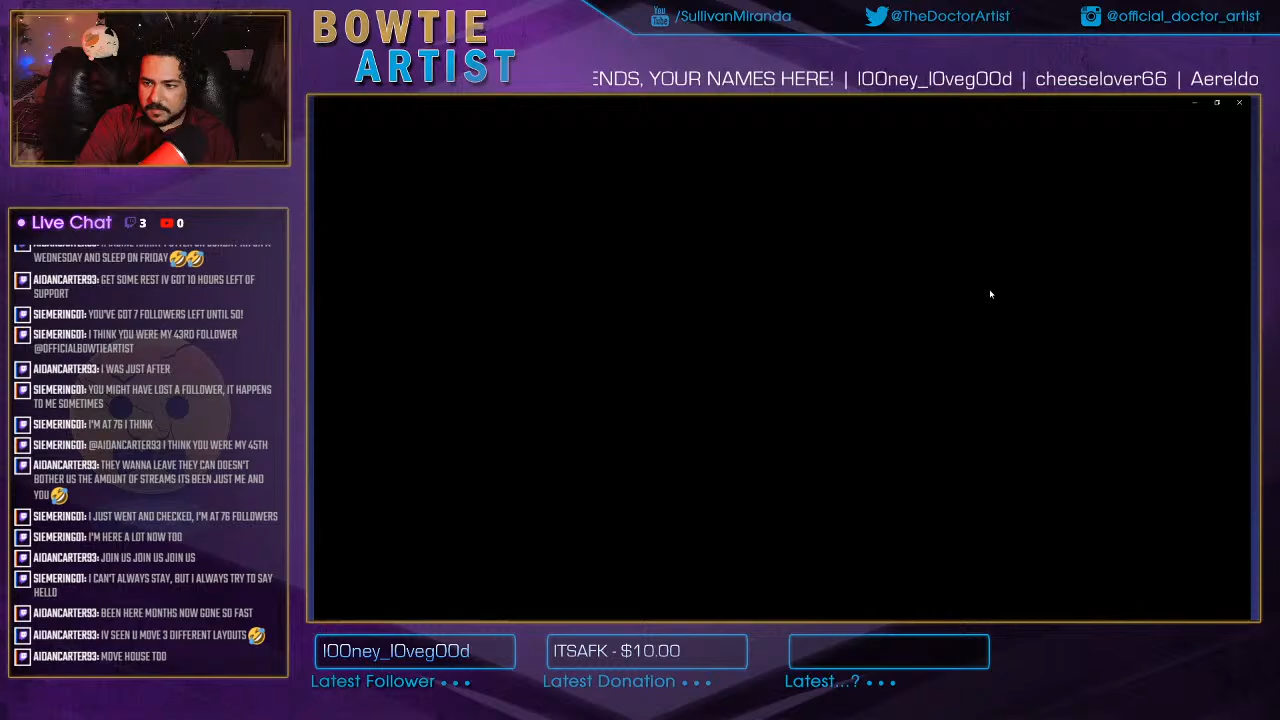 BOWTIE
ARTIST
/SullivanMiranda
@TheDoctorArtist
@official_doctor_artist
ENDS, YOUR NAMES HERE! | l00ney_l0veg00d | cheeselover66 | Aereldo
Live Chat 3 0
WEDNESDAY AND SLEEP ON FRIDAY
AIDANCARTER93: GET SOME REST IV GOT 10 HOURS LEFT OF
SUPPORT
SIEMERING01: YOU'VE GOT 7 FOLLOWERS LEFT UNTIL 50!
SIEMERING01: I THINK YOU WERE MY 43RD FOLLOWER
@OFFICIALBOWTIEARTIST
AIDANCARTER93: I WAS JUST AFTER
SIEMERING01: YOU MIGHT HAVE LOST A FOLLOWER, IT HAPPENS
TO ME SOMETIMES
SIEMERING01: I'M AT 76 I THINK
SIEMERING01: @AIDANCARTER93 I THINK YOU WERE MY 45TH
AIDANCARTER93: THEY WANNA LEAVE THEY CAN DOESN'T
BOTHER US THE AMOUNT OF STREAMS ITS BEEN JUST ME AND
YOU
SIEMERING01: I JUST WENT AND CHECKED, I'M AT 76 FOLLOWERS
SIEMERING01: I'M HERE A LOT NOW TOO
AIDANCARTER93: JOIN US JOIN US JOIN US
SIEMERING01: I CAN'T ALWAYS STAY, BUT I ALWAYS TRY TO SAY
HELLO
AIDANCARTER93: BEEN HERE MONTHS NOW GONE SO FAST
AIDANCARTER93: IV SEEN U MOVE 3 DIFFERENT LAYOUTS
AIDANCARTER93: MOVE HOUSE TOO
l00ney_l0veg00d
Latest Follower
ITSAFK - $10.00
Latest Donation
Latest...?